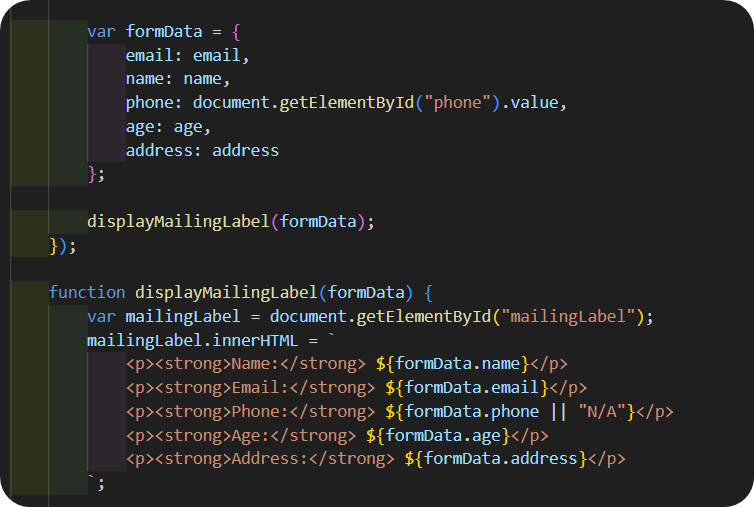 var formData = {
email: email,
name: name,
phone: document.getElementById("phone").value,
age: age,
address: address
};
displayMailingLabel(formData);
});
function displayMailingLabel(formData) {
var mailingLabel = document.getElementById("mailingLabel");
mailingLabel.innerHTML = `
<p><strong>Name:</strong> ${formData.name}</p>
<p><strong>Email:</strong> ${formData.email}</p>
<p><strong>Phone:</strong> ${formData.phone || "N/A"}</p>
<p><strong>Age:</strong> ${formData.age}</p>
<p><strong>Address:</strong> ${formData.address}</p>
`;